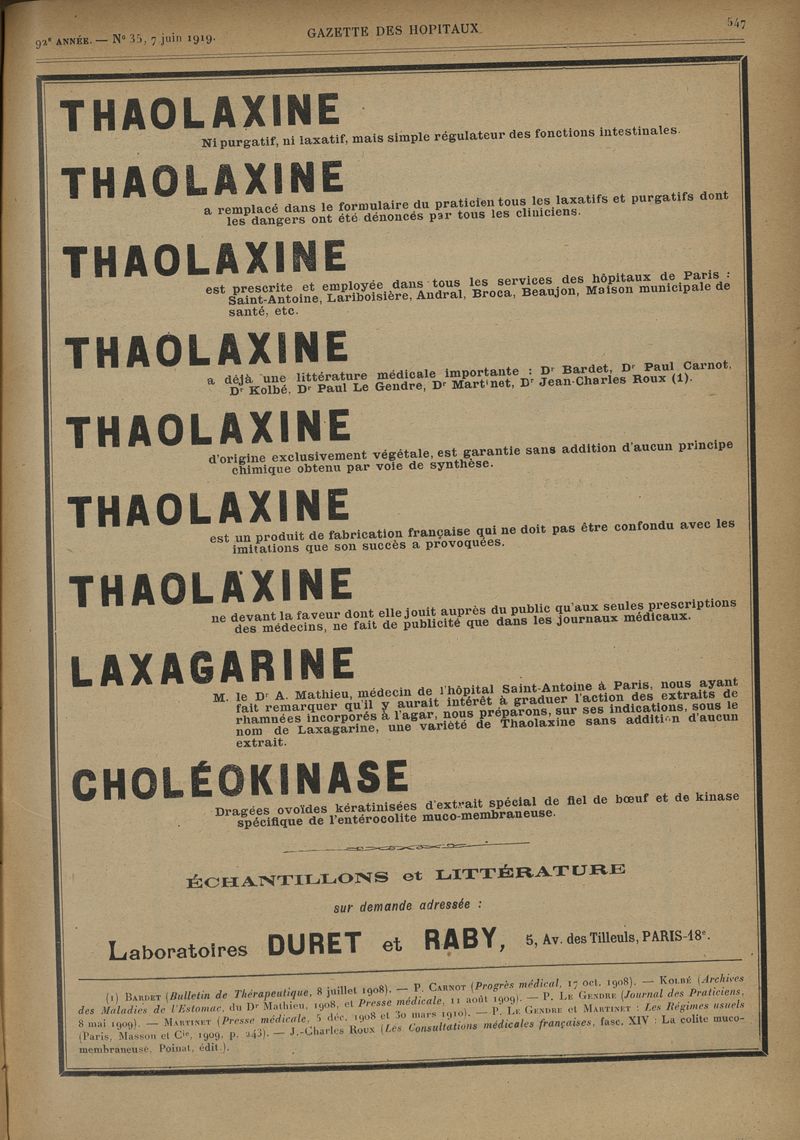 92e ANNÉE. — No 35, 7 juin 1919.
GAZETTE DES HOPITAUX
547
THAOLAXINE
Ni purgatif, ni laxatif, mais simple régulateur des fonctions intestinales.
THAOLAXINE
a remplacé dans le formulaire du praticien tous les laxatifs et purgatifs dont
les dangers ont été dénoncés par tous les cliniciens.
THAOLAXINE
est prescrite et employée dans tous les services des hôpitaux de Paris :
Saint-Antoine, Lariboisière, Andral, Broca, Beaujon, Maison municipale de
santé, etc.
THAOLAXINE
a déjà une littérature médicale importante : Dr Bardet, Dr Paul Carnot,
Dr Kolbé, Dr Paul Le Gendre, Dr Martinet, Dr Jean-Charles Roux (1).
THAOLAXINE
d'origine exclusivement végétale, est garantie sans addition d'aucun principe
chimique obtenu par voie de synthèse.
THAOLAXINE
est un produit de fabrication française qui ne doit pas être confondu avec les
imitations que son succès a provoquées.
THAOLAXINE
ne devant la faveur dont elle jouit auprès du public qu'aux seules prescriptions
des médecins, ne fait de publicité que dans les journaux médicaux.
LAXAGARINE
M. le Dr A. Mathieu, médecin de l'hôpital Saint-Antoine à Paris, nous ayant
fait remarquer qu'il y aurait intérêt à graduer l'action des extraits de
rhamnées incorporés à l'agar, nous préparons, sur ses indications, sous le
nom de Laxagarine, une variété de Thaolaxine sans addition d'aucun
extrait.
CHOLÉOKINASE
Dragées ovoïdes kératinisées d'extrait spécial de fiel de bœuf et de kinase
spécifique de l'entérocolite muco-membraneuse.
ÉCHANTILLONS et LITTÉRATURE
sur demande adressée :
Laboratoires DURET et RABY, 5, Av. des Tilleuls, PARIS-18e.
(1) BARDET (Bulletin de Thérapeutique, 8 juillet 1908). — P. CARNOT (Progrès médical, 17 oct. 1908). — KOLBÉ (Archives
des Maladies de l'Estomac, du Dr Mathieu, 1908, et Presse médicale, 11 août 1909). — P. LE GENDRE (Journal des Praticiens,
8 mai 1909). — MARTINET (Presse médicale, 5 déc. 1908 et 30 mars 1910). — P. LE GENDRE et MARTINET : Les Régimes usuels
(Paris, Masson et Cie, 1909, p. 243). — J.-Charles Roux (Les Consultations médicales françaises, fasc. XIV : La colite muco-
membraneuse, Poinat, édit.).